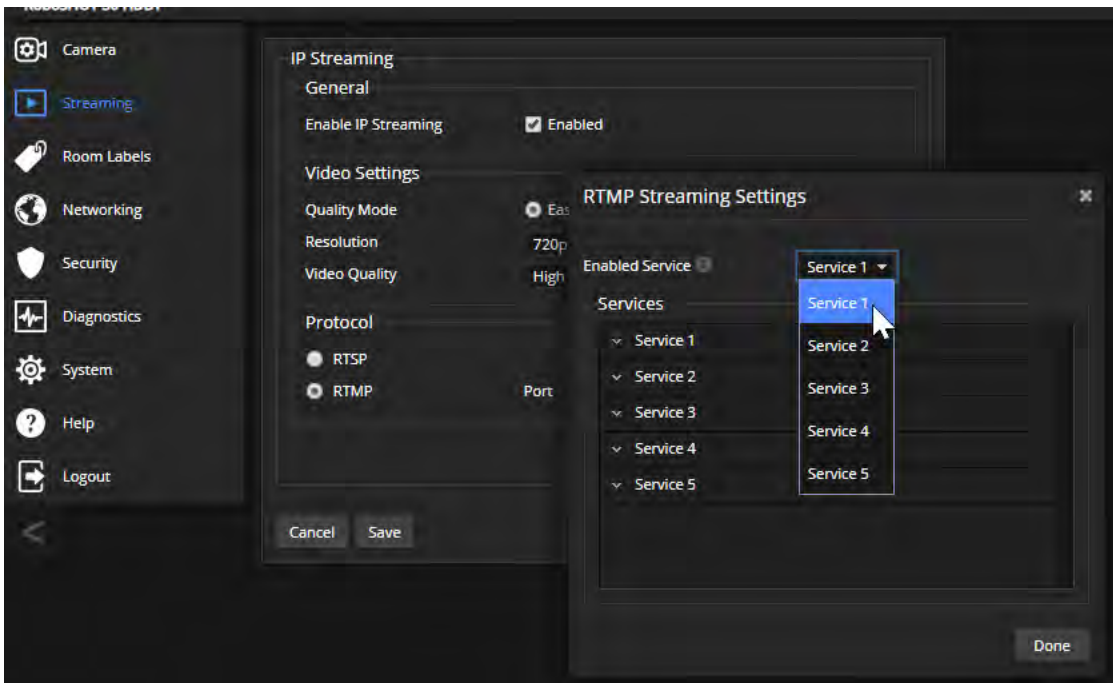 Camera
Streaming
Room Labels
Networking
Security
Diagnostics
System
Help
Logout
IP Streaming
General
Enable IP Streaming
Enabled
Video Settings
Quality Mode
Eas
Resolution
720p
Video Quality
High
Protocol
RTSP
RTMP
Port
Cancel
Save
RTMP Streaming Settings
Enabled Service
Service 1
Services
Service 1
Service 2
Service 3
Service 4
Service 5
Service 1
Service 2
Service 3
Service 4
Service 5
Done